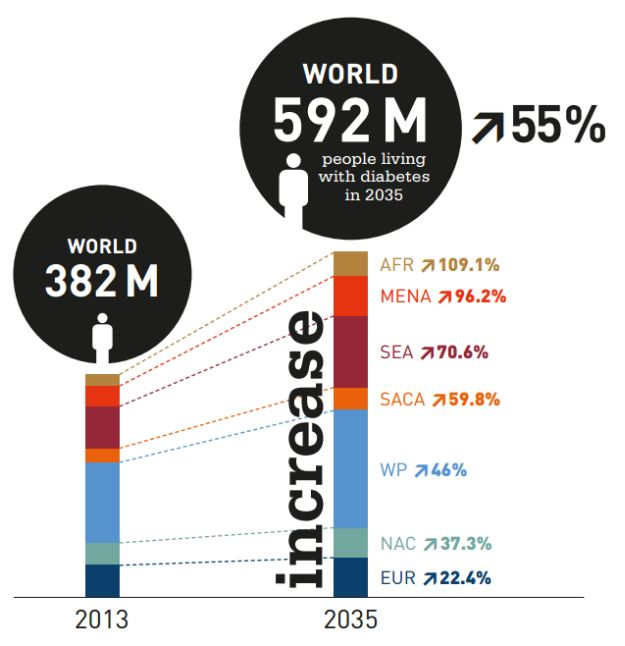 WORLD
592 M
people living
with diabetes
in 2035
↗55%
WORLD
382 M
increase
AFR ↗109.1%
MENA ↗96.2%
SEA ↗70.6%
SACA ↗59.8%
WP ↗46%
NAC ↗37.3%
EUR ↗22.4%
2013
2035